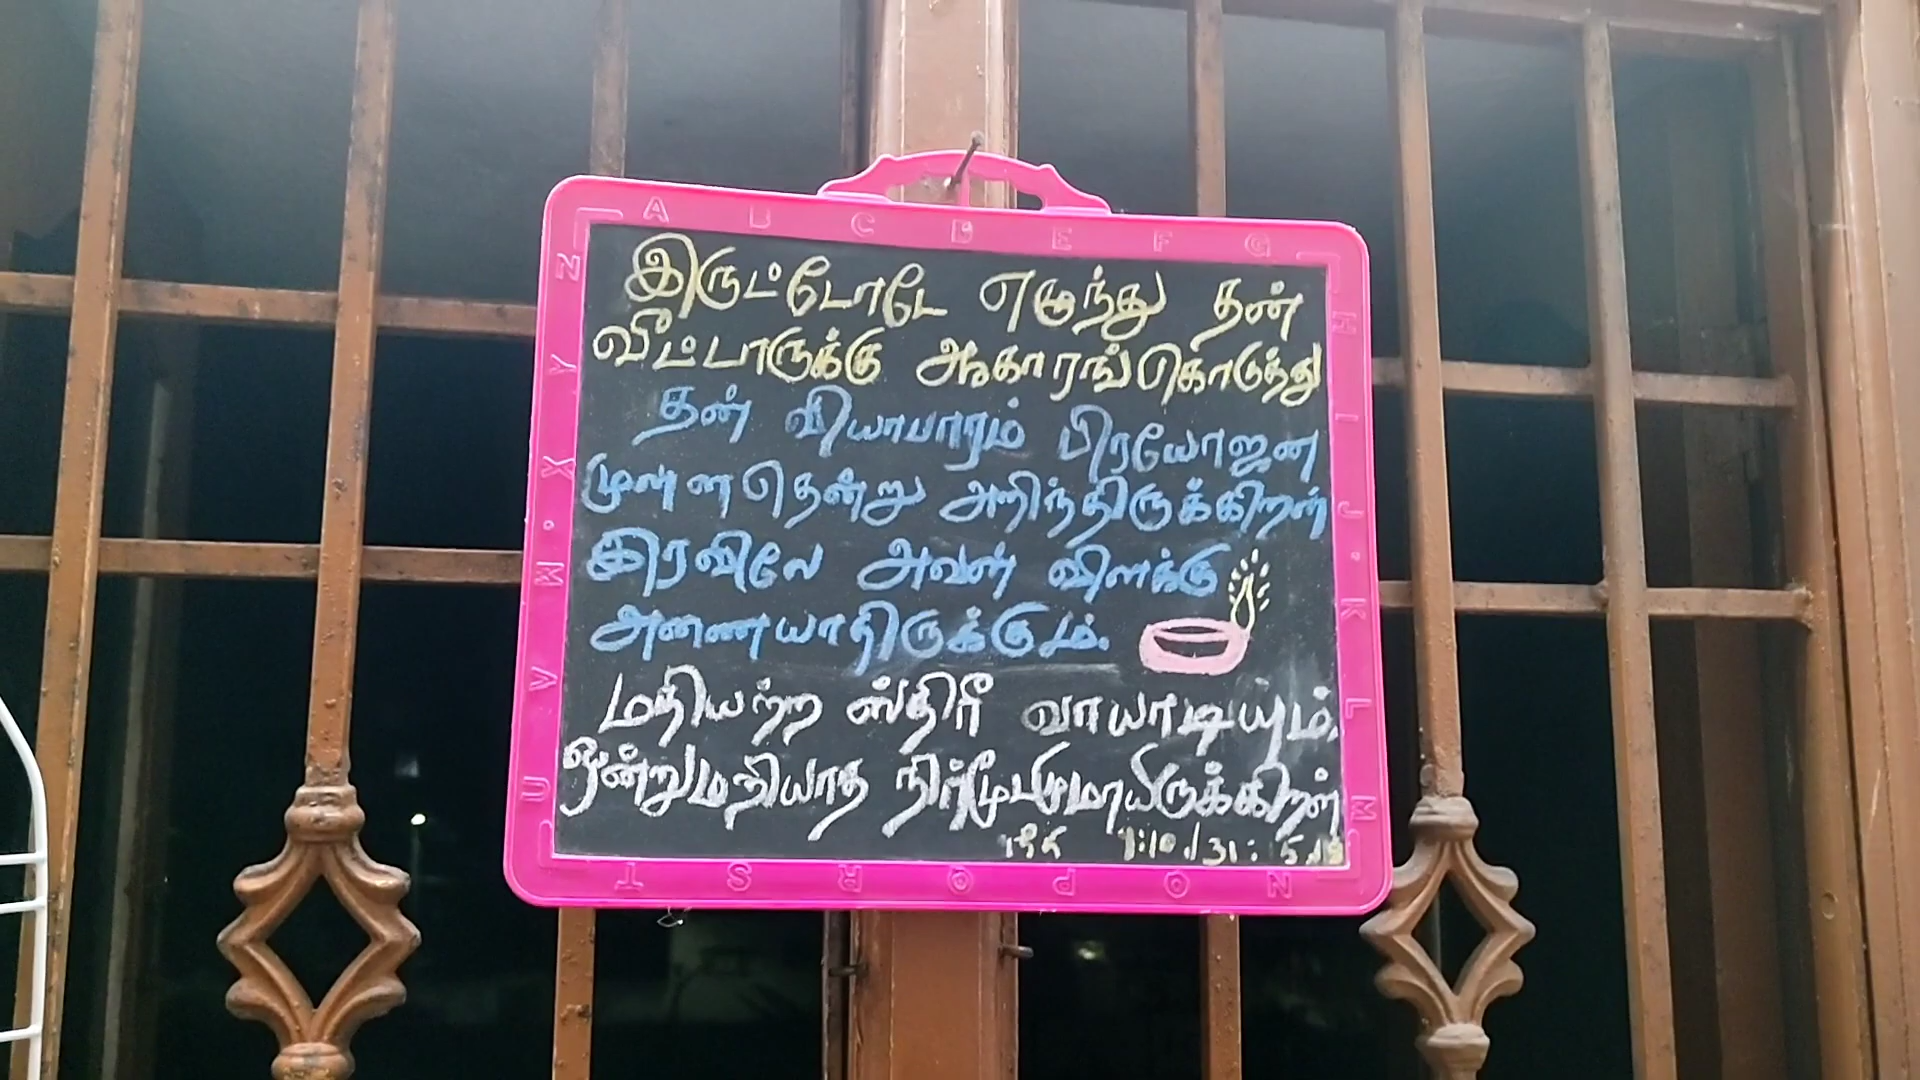 A B C D E F G
இருட்டோடே எழுந்து தன்
வீட்டாருக்கு ஆகாரங்கொடுத்து
தன் வியாபாரம் பிரயோஜன
முள்ளதென்று அறிந்திருக்கிறாள்
இரவிலே அவள் விளக்கு
அணையாதிருக்கும்.
மதியற்ற ஸ்திரீ வாயாடியும்,
ஒன்றுமறியாத நிர்மூடமுமாயிருக்கிறாள்
H I J K L M
N O P Q R S T
U V W X Y Z